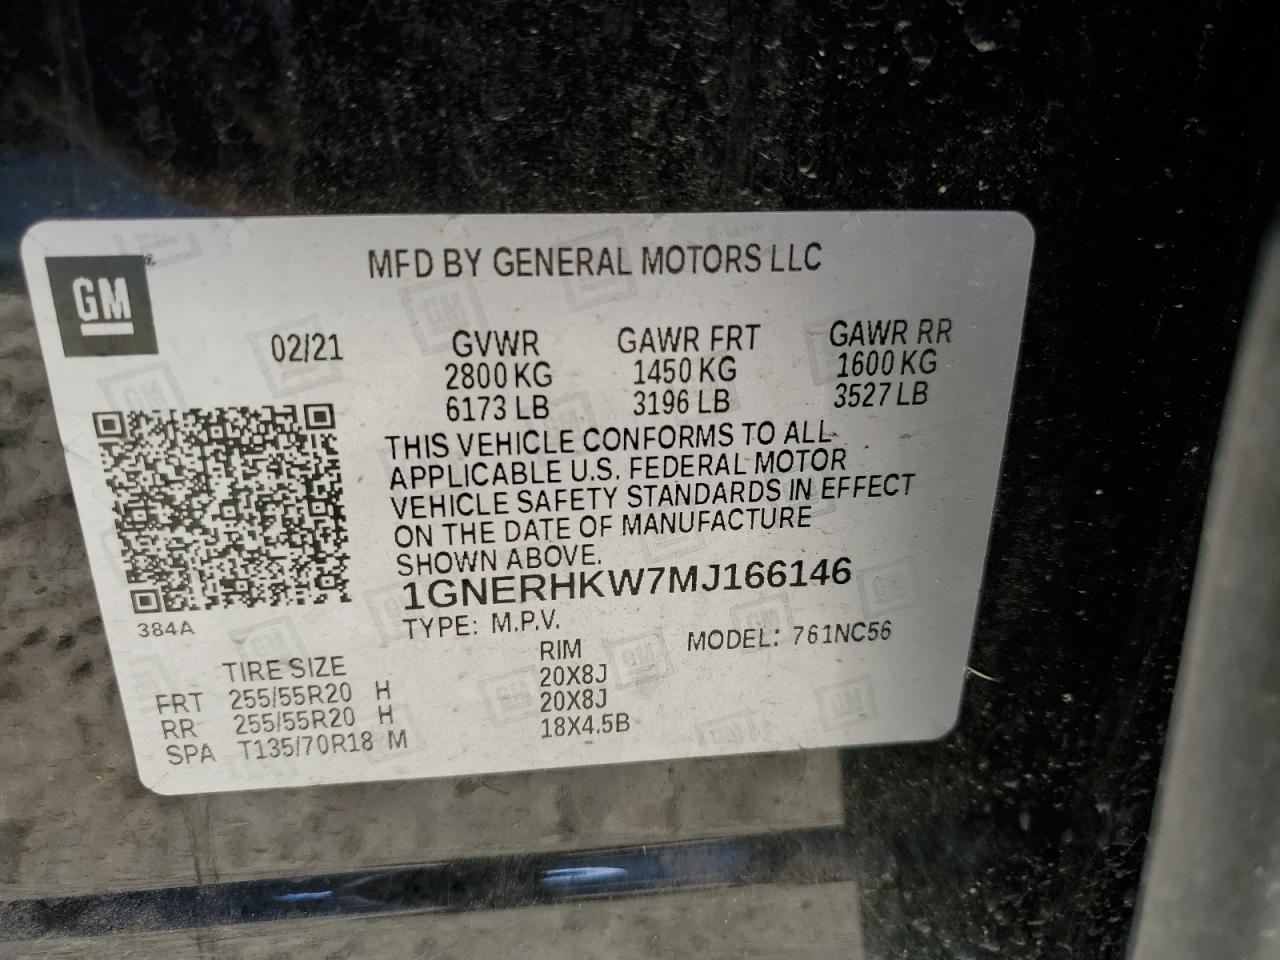 MFD BY GENERAL MOTORS LLC
GM
02/21
GVWR GAWR FRT GAWR RR
2800 KG 1450 KG 1600 KG
6173 LB 3196 LB 3527 LB
THIS VEHICLE CONFORMS TO ALL
APPLICABLE U.S. FEDERAL MOTOR
VEHICLE SAFETY STANDARDS IN EFFECT
ON THE DATE OF MANUFACTURE
SHOWN ABOVE.
1GNERHKW7MJ166146
384A
TYPE: M.P.V. MODEL: 761NC56
TIRE SIZE RIM
FRT 255/55R20 H 20X8J
RR 255/55R20 H 20X8J
SPA T135/70R18 M 18X4.5B